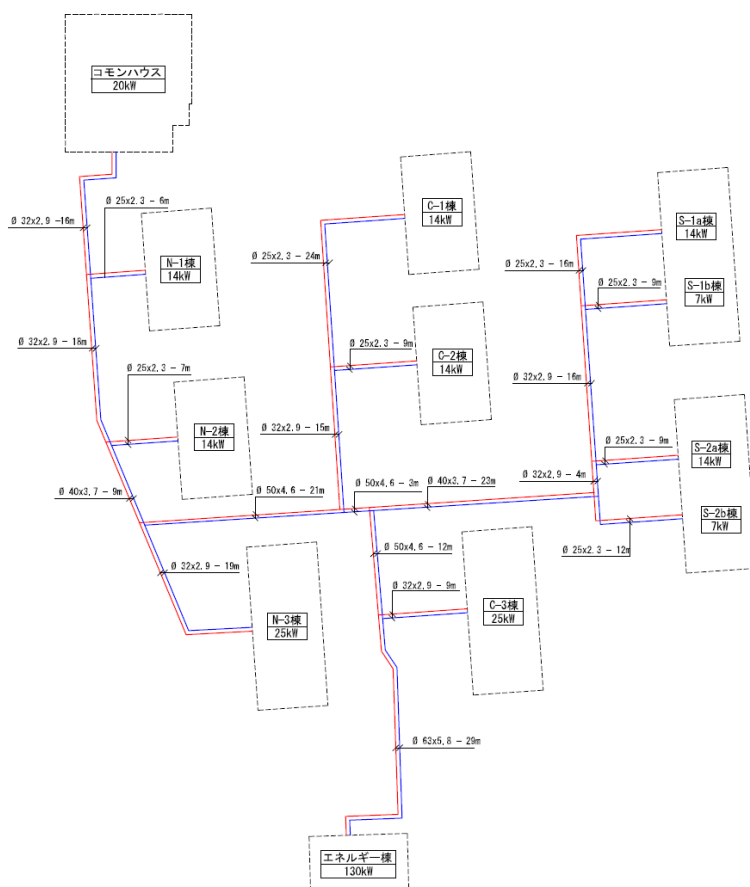 コモンハウス
20kW
Ø 25x2.3 - 6m
Ø 32x2.9 -16m
C-1棟
14kW
S-1a棟
14kW
N-1棟
14kW
Ø 25x2.3 - 24m
Ø 25x2.3 - 16m
Ø 25x2.3 - 9m
S-1b棟
7kW
Ø 32x2.9 - 18m
Ø 25x2.3 - 9m
C-2棟
14kW
Ø 25x2.3 - 7m
Ø 32x2.9 - 16m
N-2棟
14kW
Ø 32x2.9 - 15m
Ø 25x2.3 - 9m
S-2a棟
14kW
Ø 40x3.7 - 9m
Ø 50x4.6 - 21m
Ø 50x4.6 - 3m
Ø 40x3.7 - 23m
Ø 32x2.9 - 4m
S-2b棟
7kW
Ø 50x4.6 - 12m
Ø 25x2.3 - 12m
Ø 32x2.9 - 19m
Ø 32x2.9 - 9m
N-3棟
25kW
C-3棟
25kW
Ø 63x5.8 - 29m
エネルギー棟
130kW